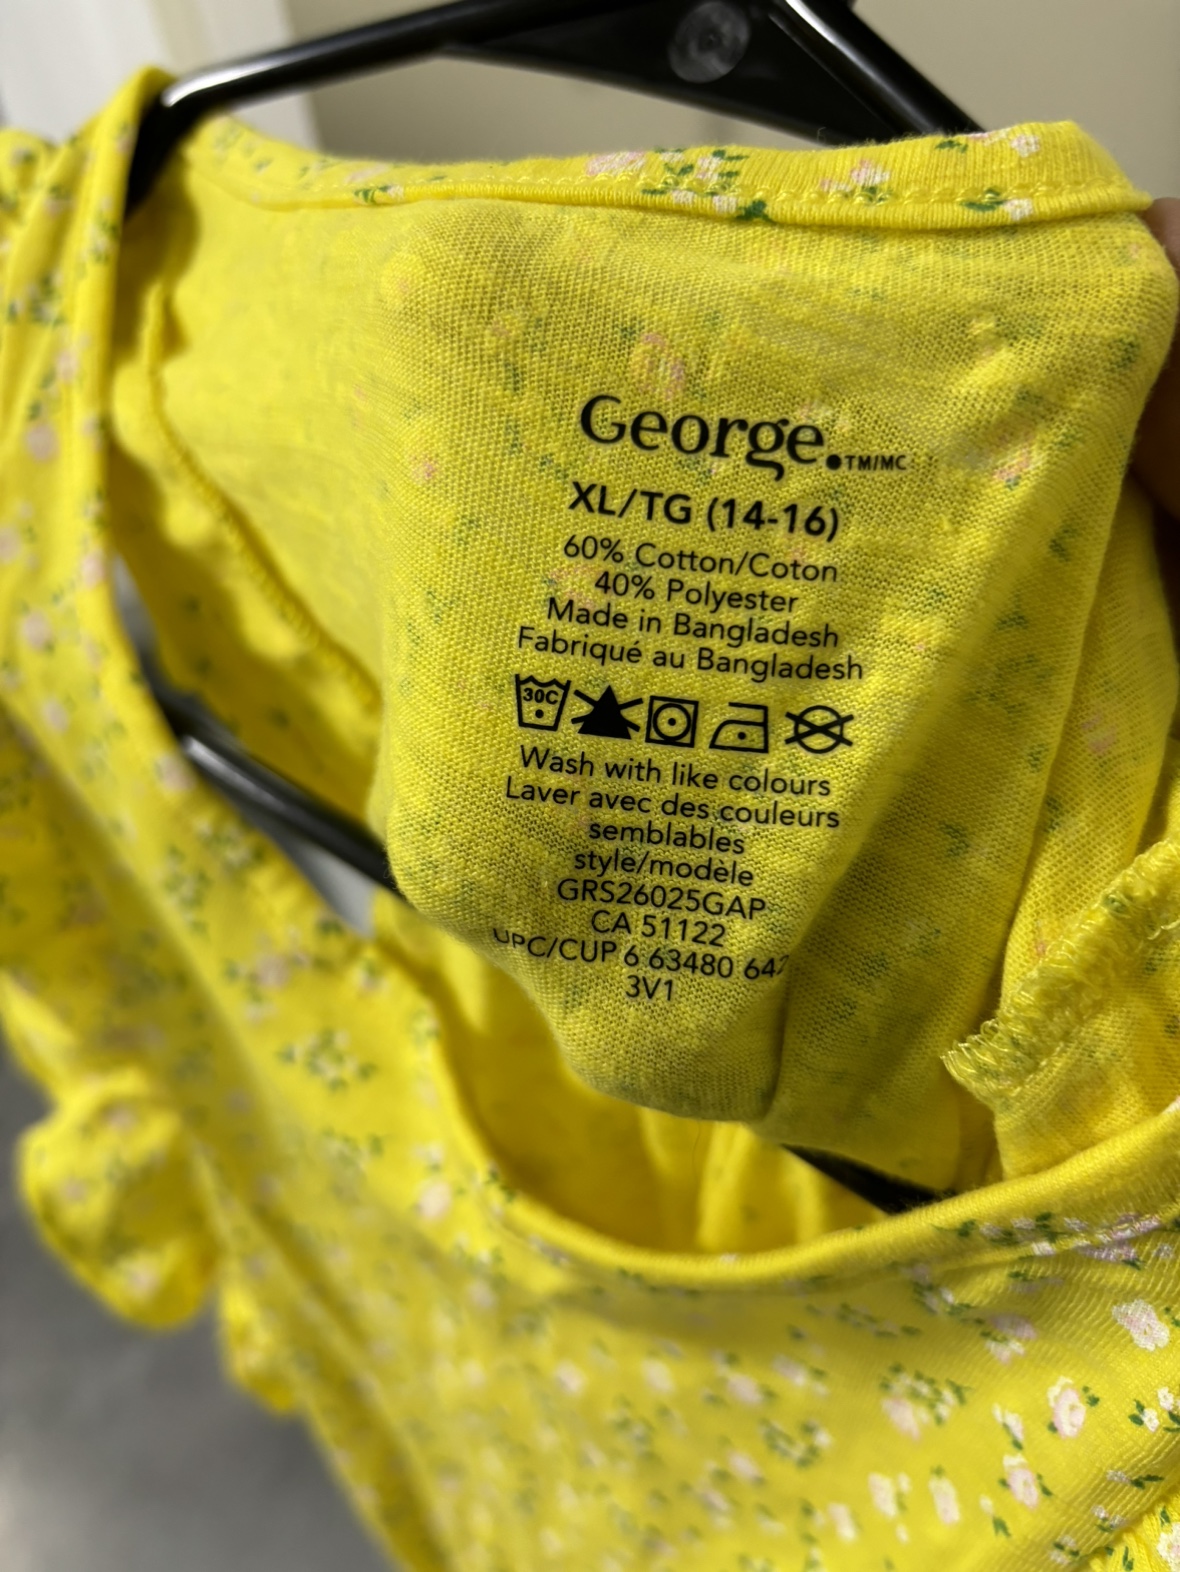 George.TM/MC
XL/TG (14-16)
60% Cotton/Coton
40% Polyester
Made in Bangladesh
Fabriqué au Bangladesh
30C
Wash with like colours
Laver avec des couleurs
semblables
style/modèle
GRS26025GAP
CA 51122
UPC/CUP 6 63480
3V1